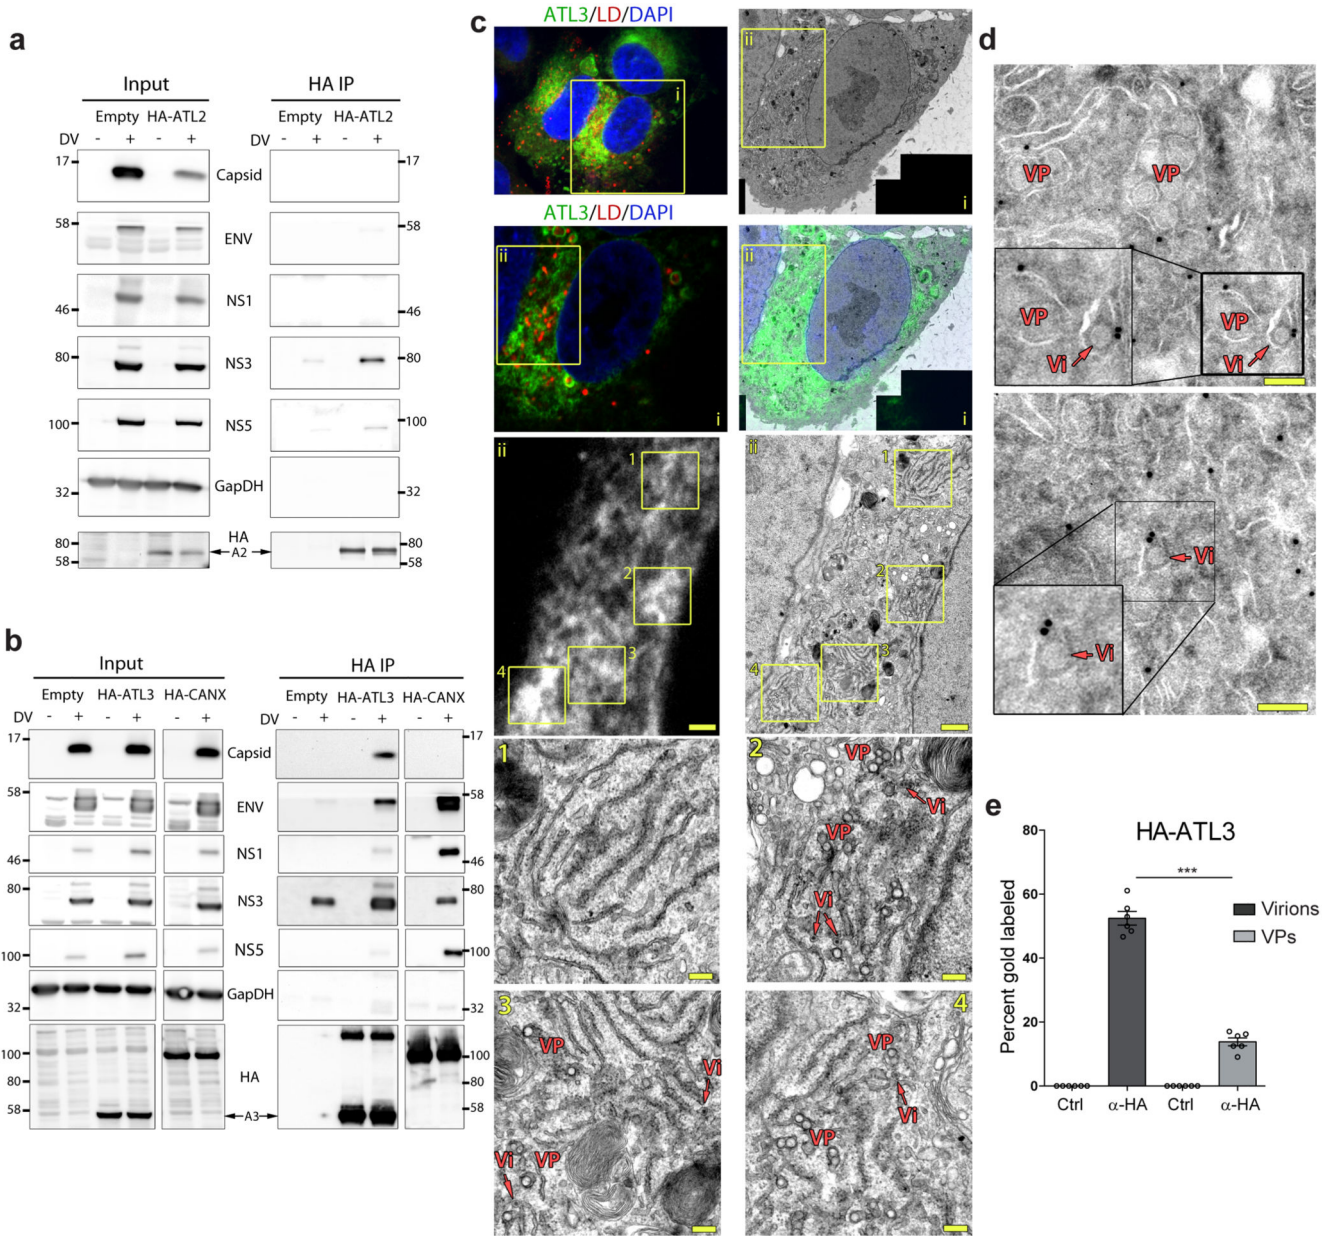 a
Input
HA IP
Empty HA-ATL2
Empty HA-ATL2
DV - + - +
DV - + - +
17 Capsid 17
58 ENV 58
46 NS1 46
80 NS3 80
100 NS5 100
32 GapDH 32
80 HA 80
58 A2 58
b
Input
HA IP
Empty HA-ATL3 HA-CANX
Empty HA-ATL3 HA-CANX
DV - + - + - +
DV - + - + - +
17 Capsid 17
58 ENV 58
46 NS1 46
80 NS3 80
100 NS5 100
32 GapDH 32
100 100
80 HA 80
58 A3 58
c
ATL3/LD/DAPI
i
ii
i
ATL3/LD/DAPI
ii
i
ii
i
ii
1
2
3
4
ii
1
2
3
4
1
2
VP
Vi
VP
Vi
3
VP
Vi
Vi VP
4
VP
Vi
VP
d
VP VP
VP VP
Vi Vi
Vi
Vi
e
HA-ATL3
Percent gold labeled
80
60
40
20
0
***
Virions
VPs
Ctrl α-HA Ctrl α-HA